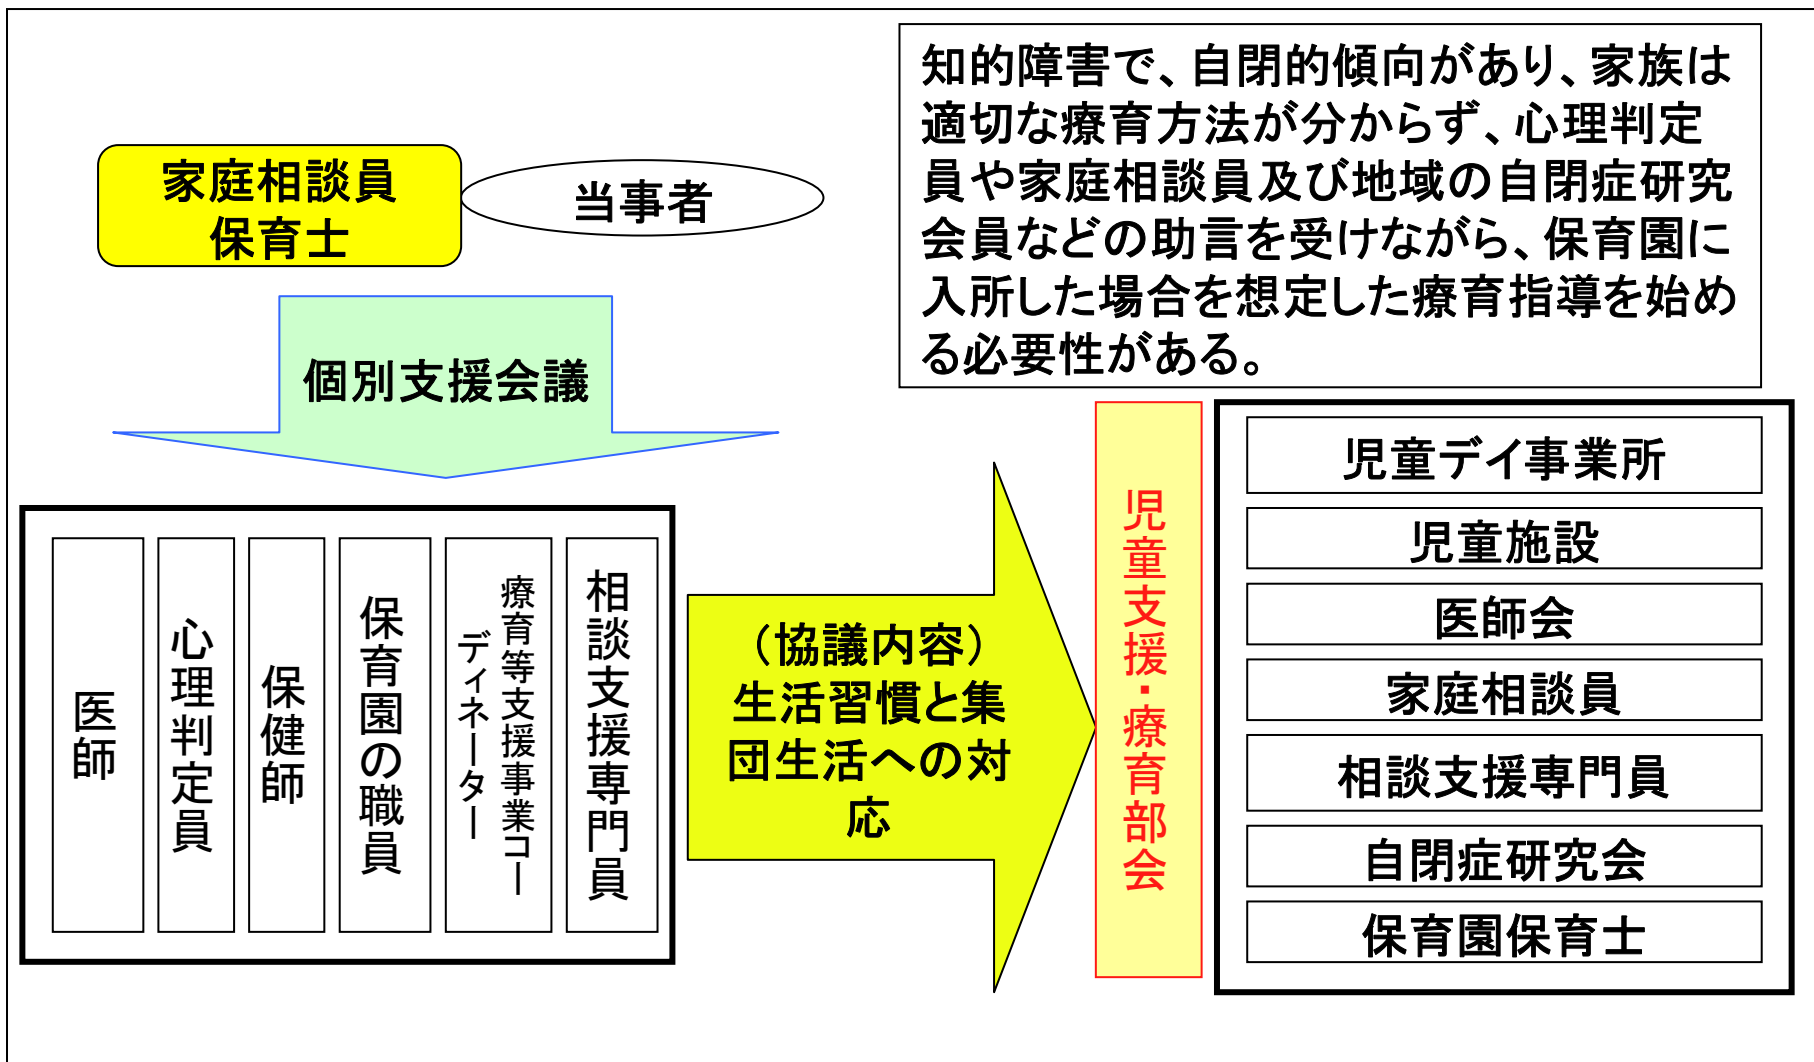 知的障害で、自閉的傾向があり、家族は
適切な療育方法が分からず、心理判定
員や家庭相談員及び地域の自閉症研究
会員などの助言を受けながら、保育園に
入所した場合を想定した療育指導を始め
る必要性がある。
家庭相談員
保育士
当事者
個別支援会議
医師
心理判定員
保健師
保育園の職員
療育等支援事業コー
ディネーター
相談支援専門員
（協議内容）
生活習慣と集
団生活への対
応
児童支援・療育部会
児童デイ事業所
児童施設
医師会
家庭相談員
相談支援専門員
自閉症研究会
保育園保育士